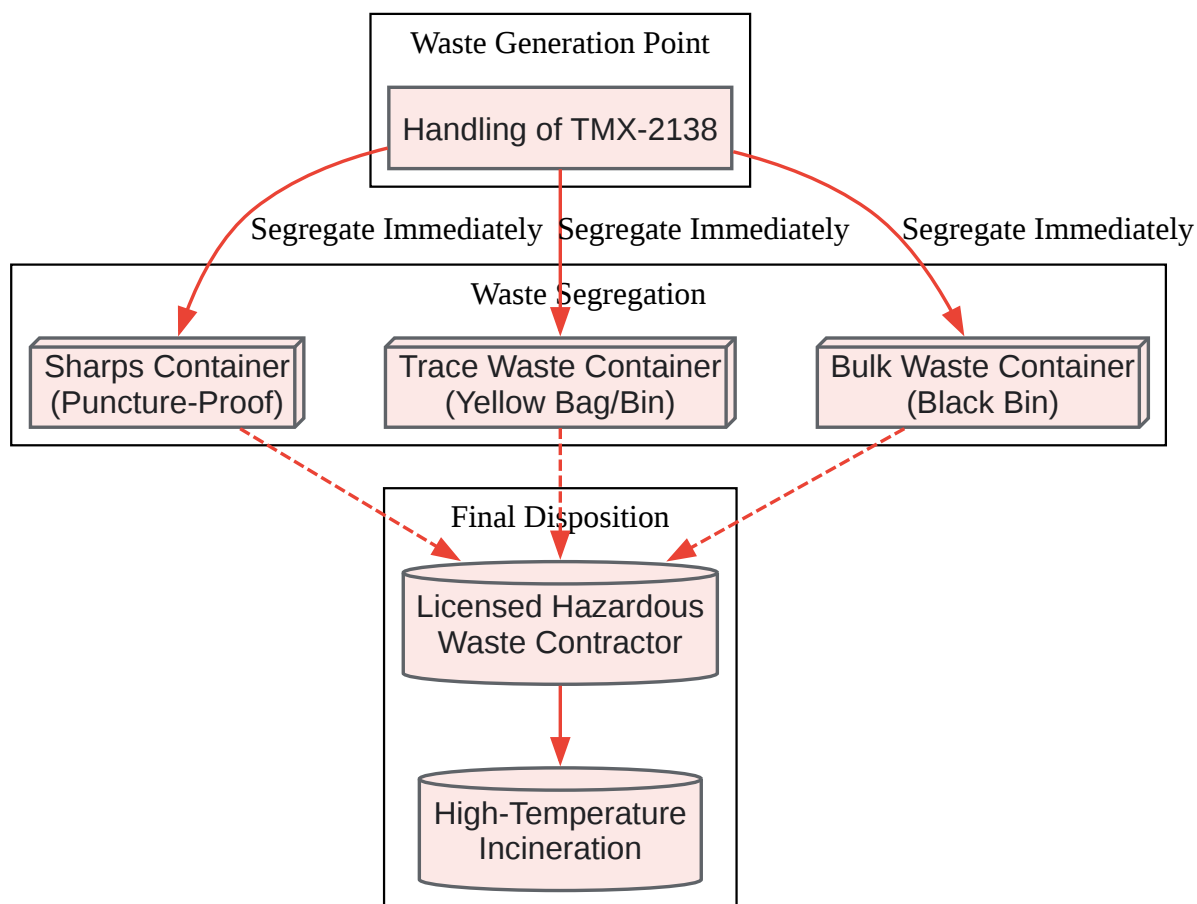 Waste Generation Point
Handling of TMX-2138
Segregate Immediately
Segregate Immediately
Segregate Immediately
Waste Segregation
Sharps Container
(Puncture-Proof)
Trace Waste Container
(Yellow Bag/Bin)
Bulk Waste Container
(Black Bin)
Final Disposition
Licensed Hazardous
Waste Contractor
High-Temperature
Incineration